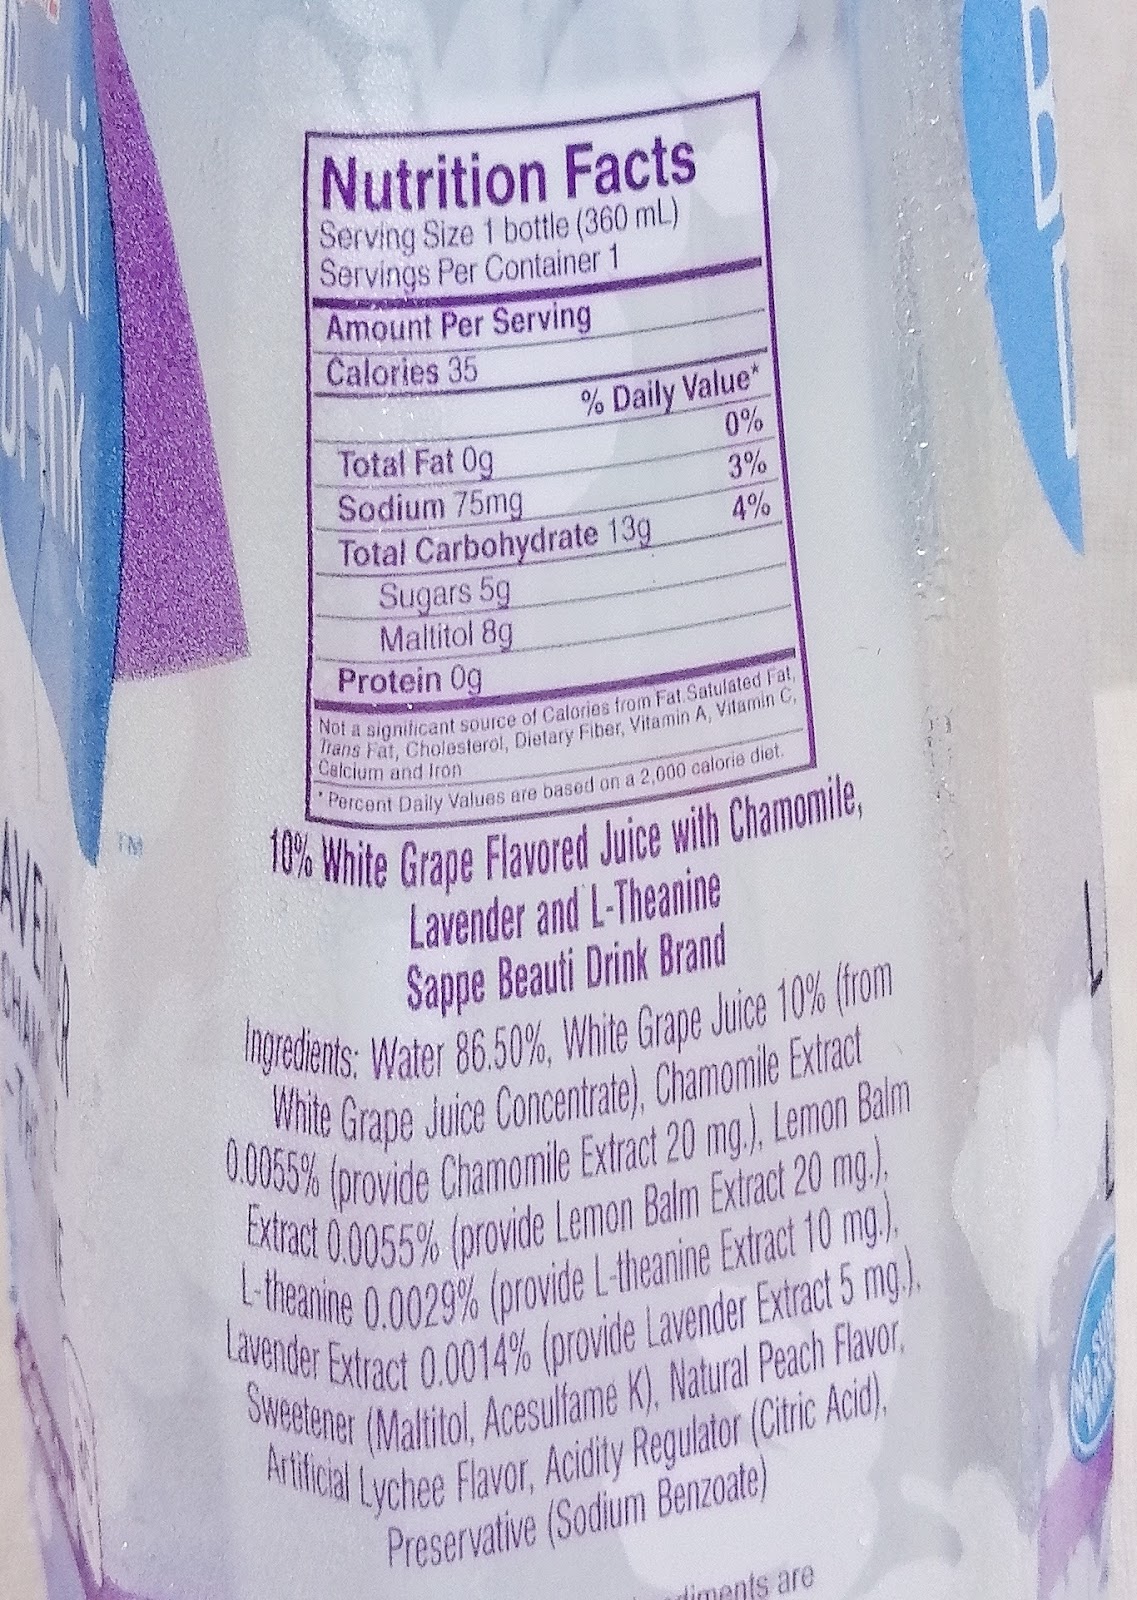 Beauti
Drink
TM
Nutrition Facts
Serving Size 1 bottle (360 mL)
Servings Per Container 1
Amount Per Serving
Calories 35
% Daily Value*
Total Fat 0g 0%
Sodium 75mg 3%
Total Carbohydrate 13g 4%
Sugars 5g
Maltitol 8g
Protein 0g
Not a significant source of Calories from Fat.Satulated Fat,
Trans Fat, Cholesterol, Dietary Fiber, Vitamin A, Vitamin C,
Calcium and Iron
* Percent Daily Values are based on a 2,000 calorie diet.
10% White Grape Flavored Juice with Chamomile,
Lavender and L-Theanine
Sappe Beauti Drink Brand
Ingredients: Water 86.50%, White Grape Juice 10% (from
White Grape Juice Concentrate), Chamomile Extract
0.0055% (provide Chamomile Extract 20 mg.), Lemon Balm
Extract 0.0055% (provide Lemon Balm Extract 20 mg.),
L-theanine 0.0029% (provide L-theanine Extract 10 mg.),
Lavender Extract 0.0014% (provide Lavender Extract 5 mg.),
Sweetener (Maltitol, Acesulfame K), Natural Peach Flavor,
Artificial Lychee Flavor, Acidity Regulator (Citric Acid),
Preservative (Sodium Benzoate)
are